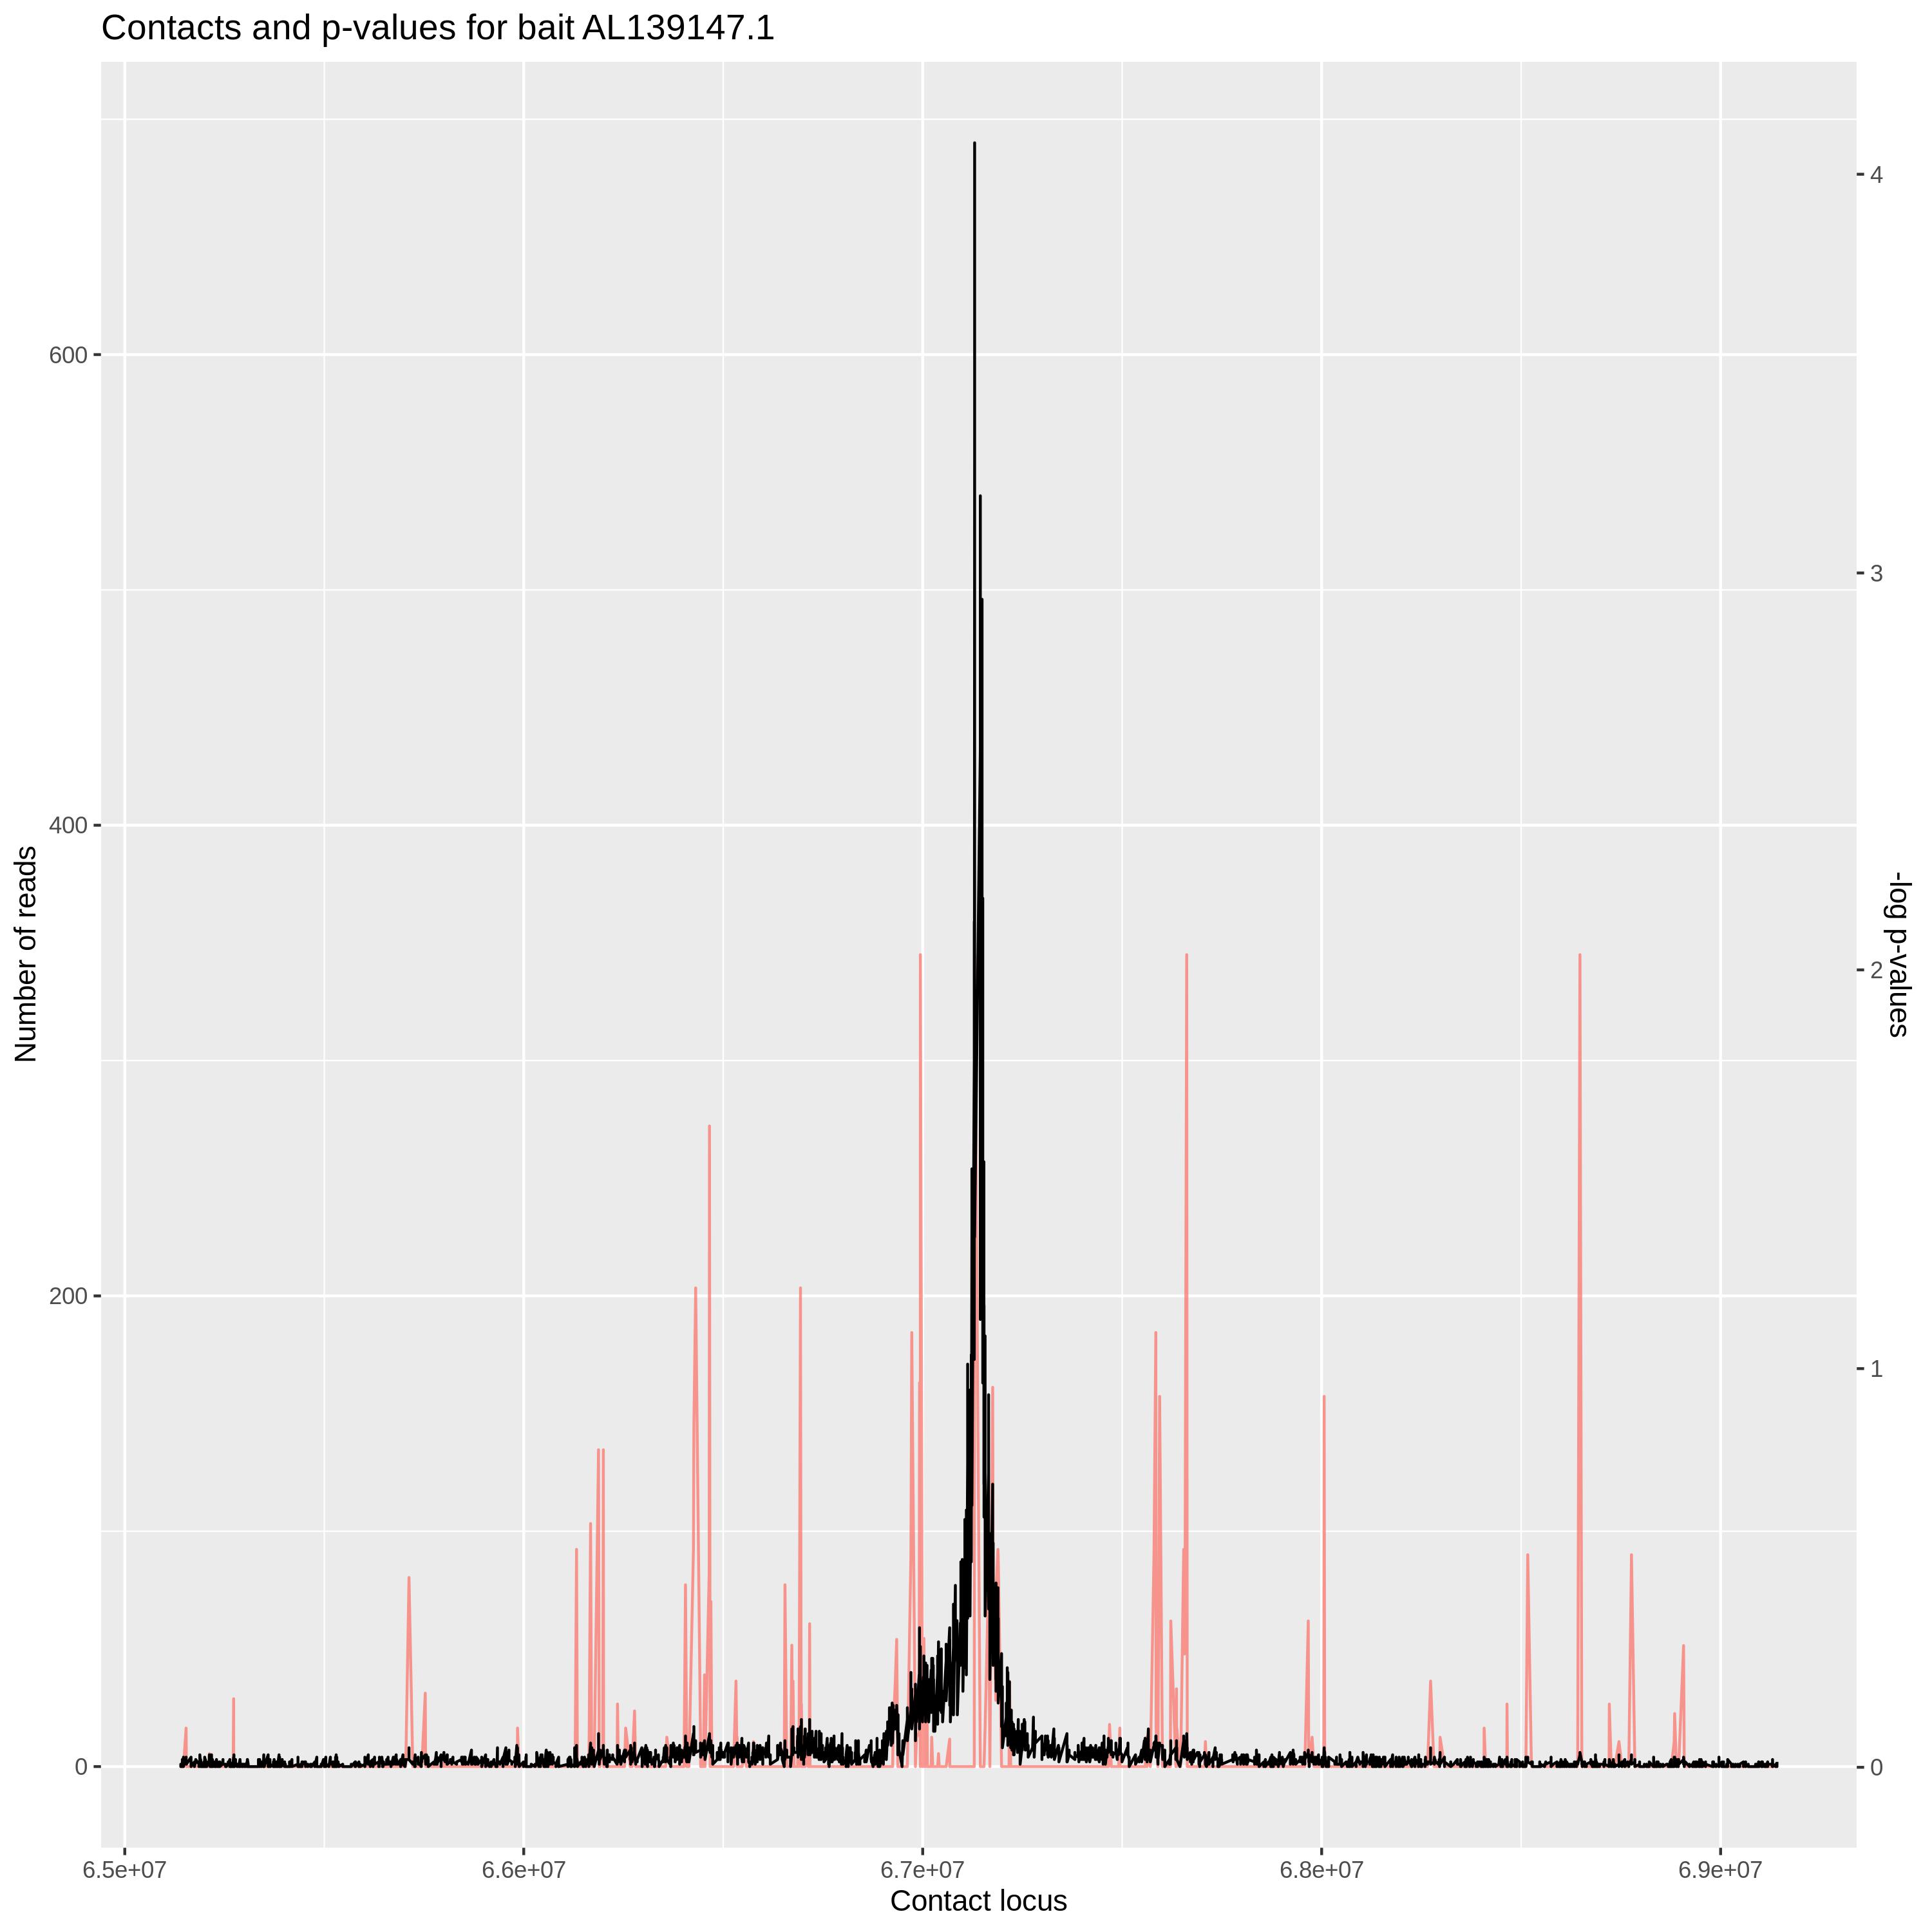 Contacts and p-values for bait AL139147.1
600
400
200
0
4
3
2
1
0
6.5e+07
6.6e+07
6.7e+07
6.8e+07
6.9e+07
Number of reads
-log p-values
Contact locus